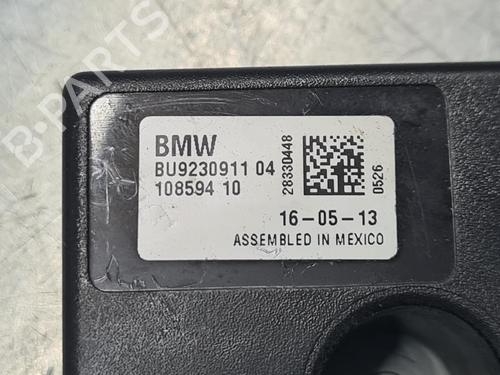 BMW
BU9230911 04
108594 10
28330448
0526
16-05-13
ASSEMBLED IN MEXICO
B-PARTS